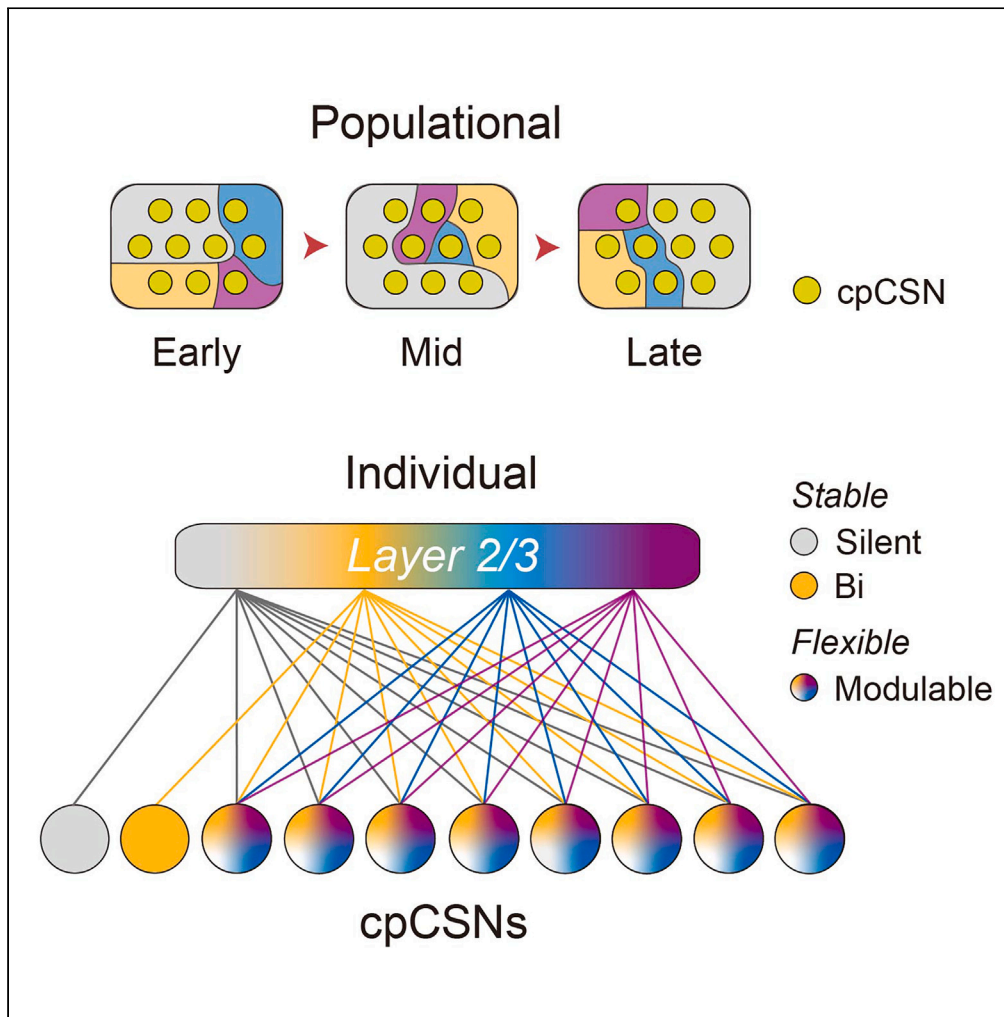 Populational
cpCSN
Early
Mid
Late
Individual
Layer 2/3
Stable
Silent
Bi
Flexible
Modulable
cpCSNs